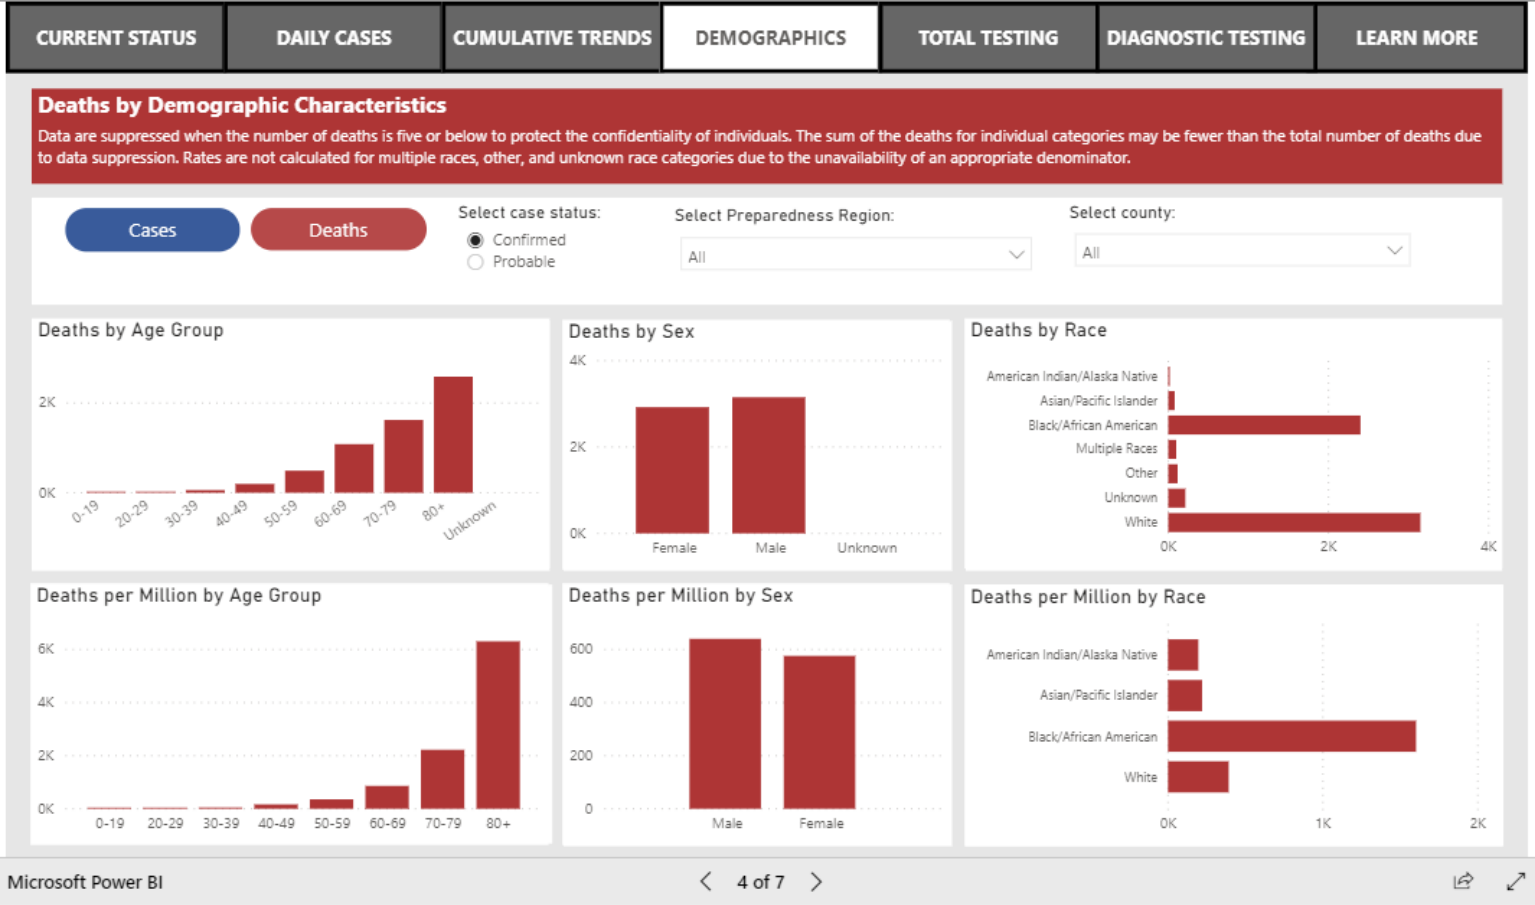 CURRENT STATUS
DAILY CASES
CUMULATIVE TRENDS
DEMOGRAPHICS
TOTAL TESTING
DIAGNOSTIC TESTING
LEARN MORE
Deaths by Demographic Characteristics
Data are suppressed when the number of deaths is five or below to protect the confidentiality of individuals. The sum of the deaths for individual categories may be fewer than the total number of deaths due
to data suppression. Rates are not calculated for multiple races, other, and unknown race categories due to the unavailability of an appropriate denominator.
Cases
Deaths
Select case status:
Confirmed
Probable
Select Preparedness Region:
All
Select county:
All
Deaths by Age Group
2K
0K
0-19
20-29
30-39
40-49
50-59
60-69
70-79
80+
Unknown
Deaths by Sex
4K
2K
0K
Female
Male
Unknown
Deaths by Race
American Indian/Alaska Native
Asian/Pacific Islander
Black/African American
Multiple Races
Other
Unknown
White
0K
2K
4K
Deaths per Million by Age Group
6K
4K
2K
0K
0-19
20-29
30-39
40-49
50-59
60-69
70-79
80+
Deaths per Million by Sex
600
400
200
0
Male
Female
Deaths per Million by Race
American Indian/Alaska Native
Asian/Pacific Islander
Black/African American
White
0K
1K
2K
Microsoft Power BI
4 of 7